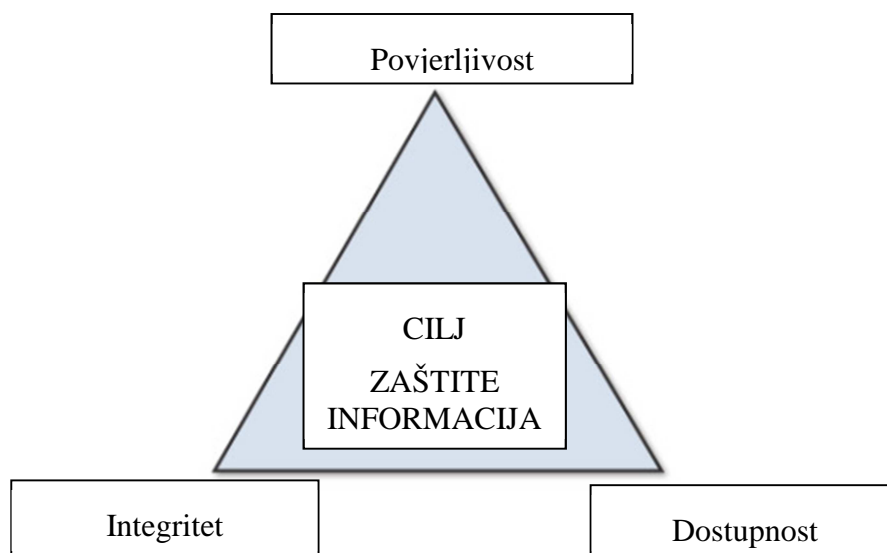 Povjerljivost
CILJ
ZAŠTITE
INFORMACIJA
Integritet
Dostupnost